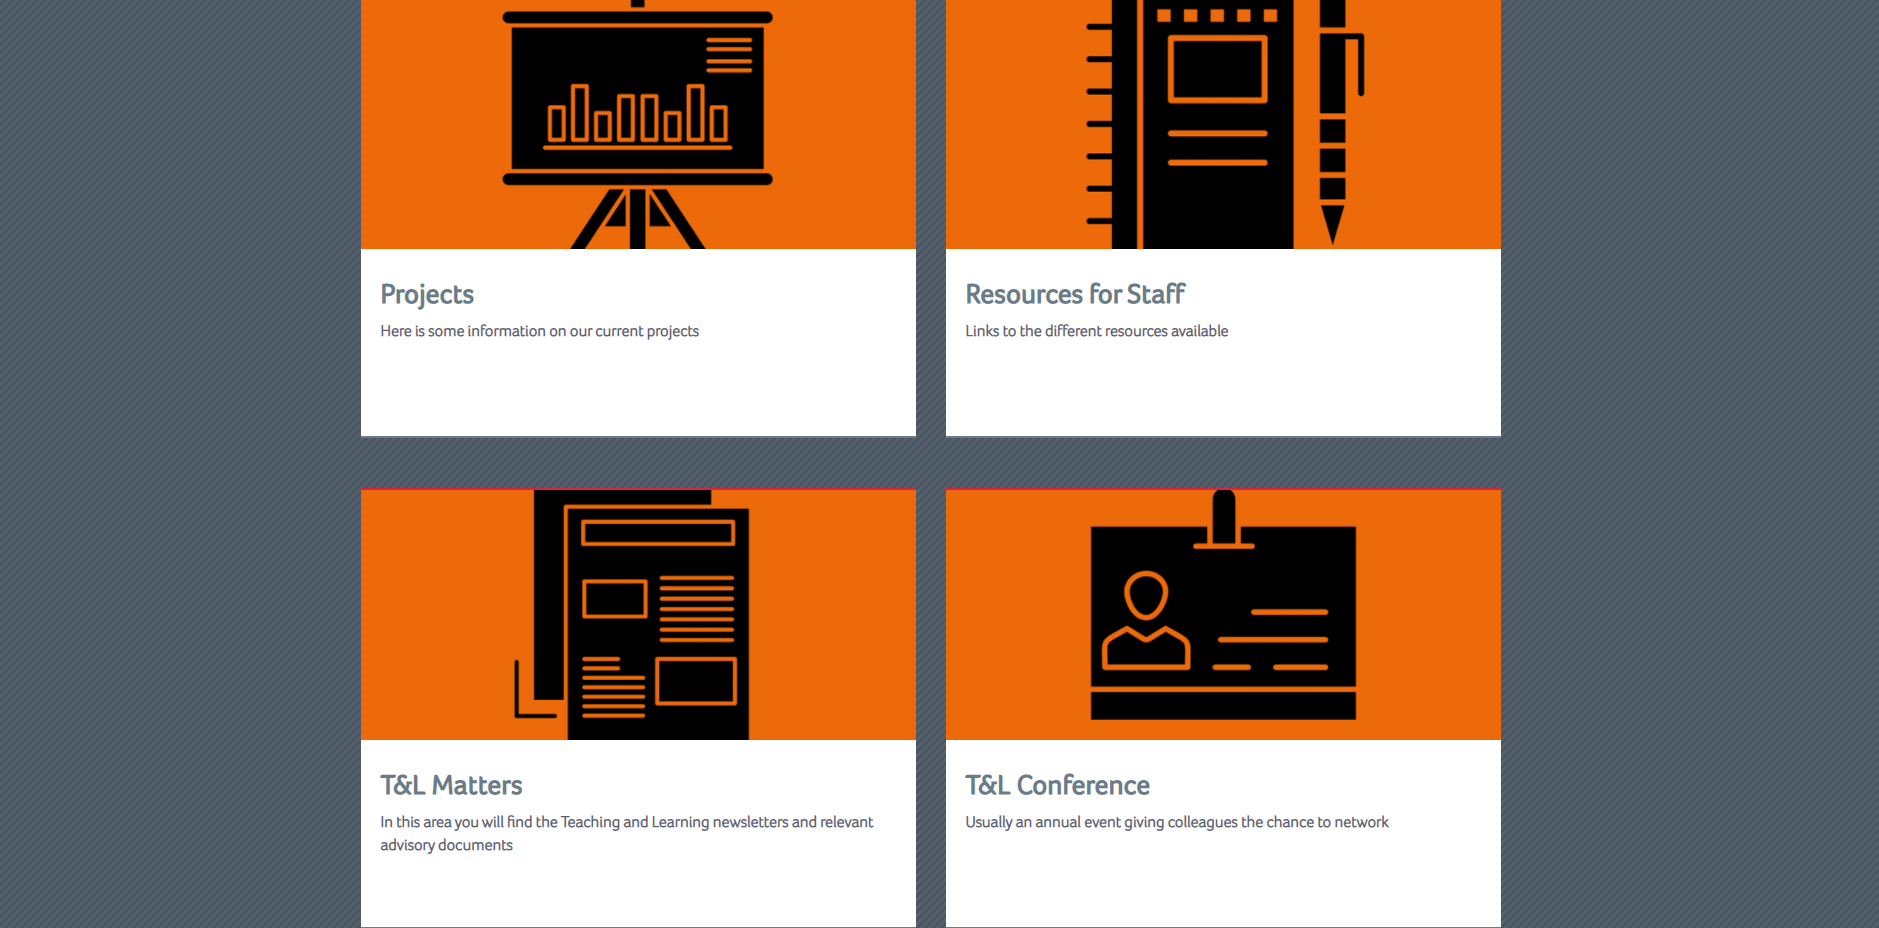 Projects
Here is some information on our current projects
Resources for Staff
Links to the different resources available
T&L Matters
In this area you will find the Teaching and Learning newsletters and relevant
advisory documents
T&L Conference
Usually an annual event giving colleagues the chance to network